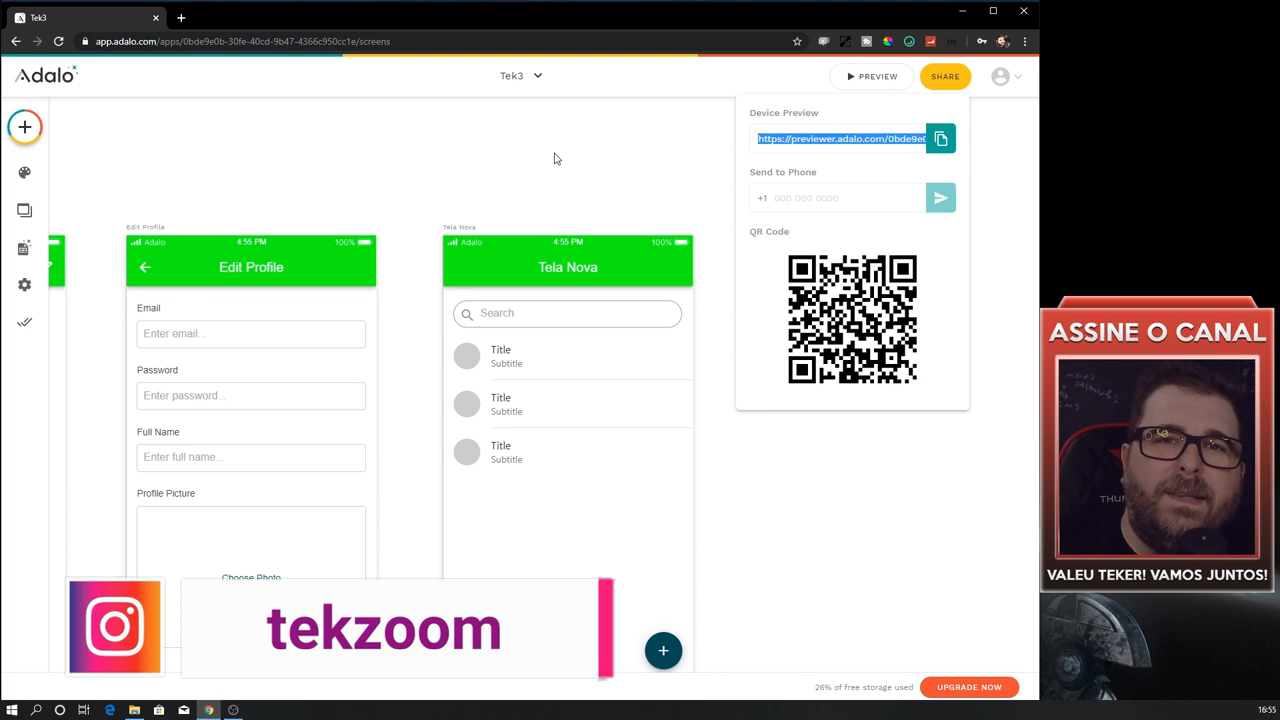 Tek3
app.adalo.com/apps/0bde9e0b-30fe-40cd-9b47-4366c950cc1e/screens
Adalo
Tek3
PREVIEW
SHARE
Device Preview
https://previewer.adalo.com/0bde9e
Send to Phone
+1 000 000 0000
QR Code
Edit Profile
Adalo 4:55 PM 100%
Edit Profile
Email
Enter email...
Password
Enter password...
Full Name
Enter full name...
Profile Picture
Choose Photo
Tela Nova
Adalo 4:55 PM 100%
Tela Nova
Search
Title
Subtitle
Title
Subtitle
Title
Subtitle
+
tekzoom
ASSINE O CANAL
THUN
VALEU TEKER! VAMOS JUNTOS!
26% of free storage used
UPGRADE NOW
16:55